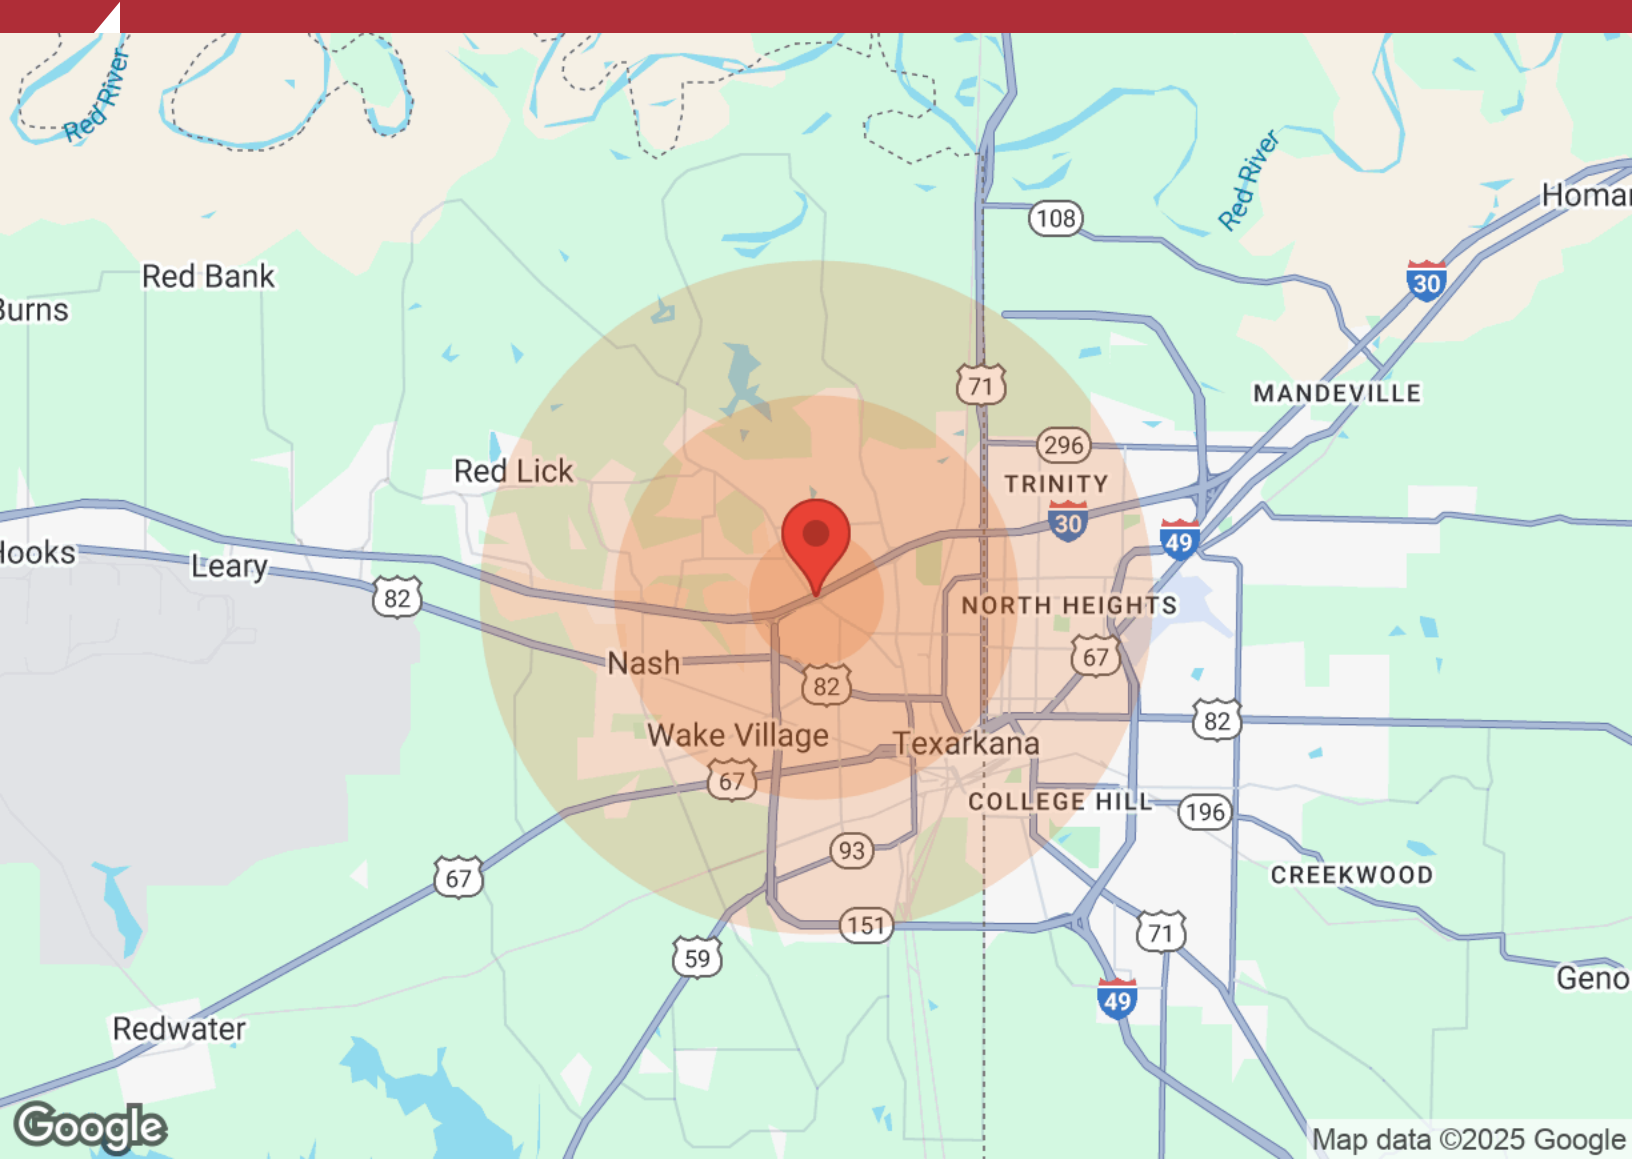 Red River
Red River
108
Homa
30
Red Bank
Burns
71
MANDEVILLE
296
Red Lick
TRINITY
30
49
Hooks
Leary
82
NORTH HEIGHTS
Nash
67
82
82
Wake Village
Texarkana
67
COLLEGE HILL
196
93
67
CREEKWOOD
151
71
59
Geno
49
Redwater
Google
Map data ©2025 Google